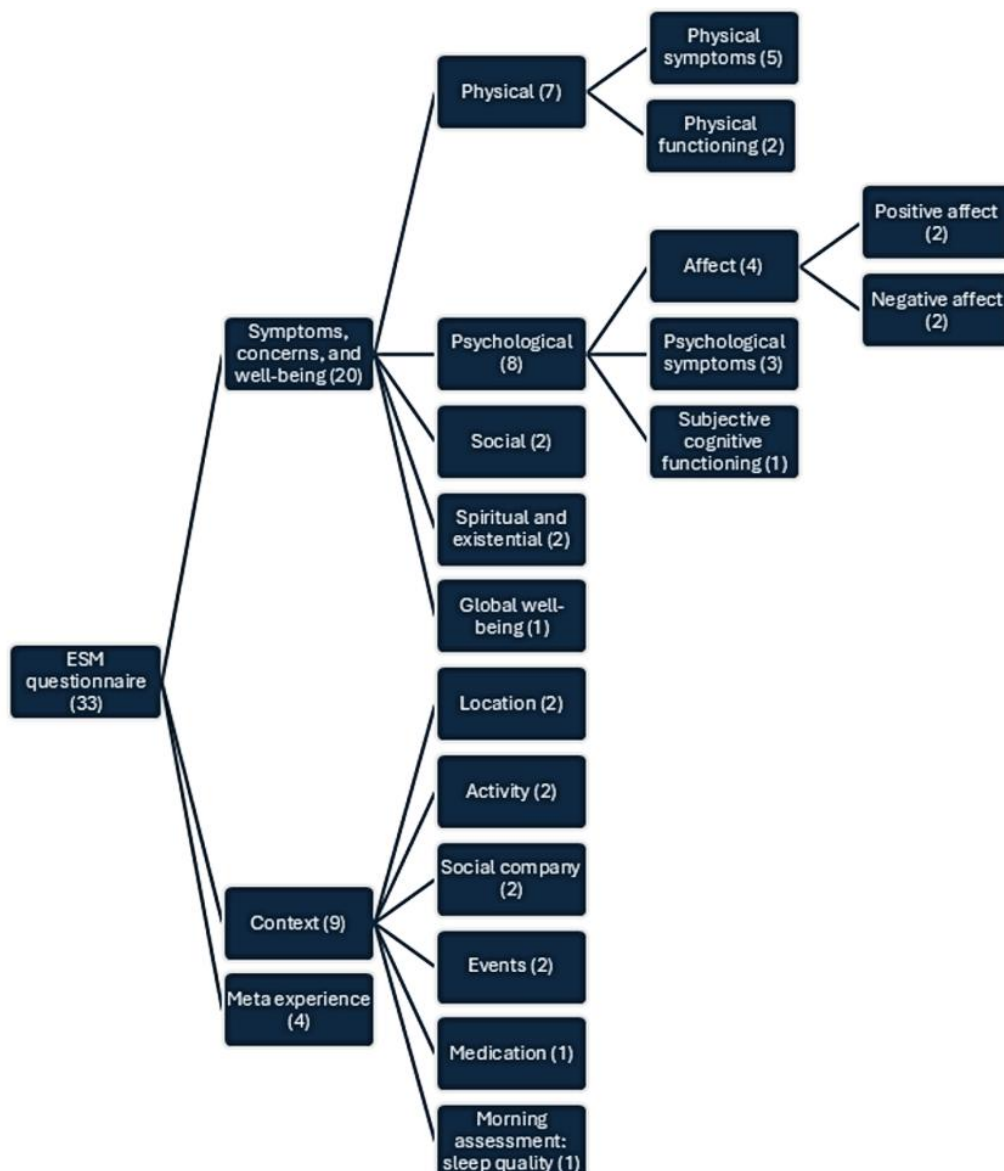 Physical
symptoms (5)
Physical (7)
Physical
functioning (2)
Positive affect
(2)
Affect (4)
Negative affect
(2)
Symptoms,
concerns, and
well-being (20)
Psychological
(8)
Psychological
symptoms (3)
Subjective
cognitive
functioning (1)
Social (2)
Spiritual and
existential (2)
Global well-
being (1)
ESM
questionnaire
(33)
Location (2)
Activity (2)
Social company
(2)
Context (9)
Events (2)
Meta experience
(4)
Medication (1)
Morning
assessment:
sleep quality (1)